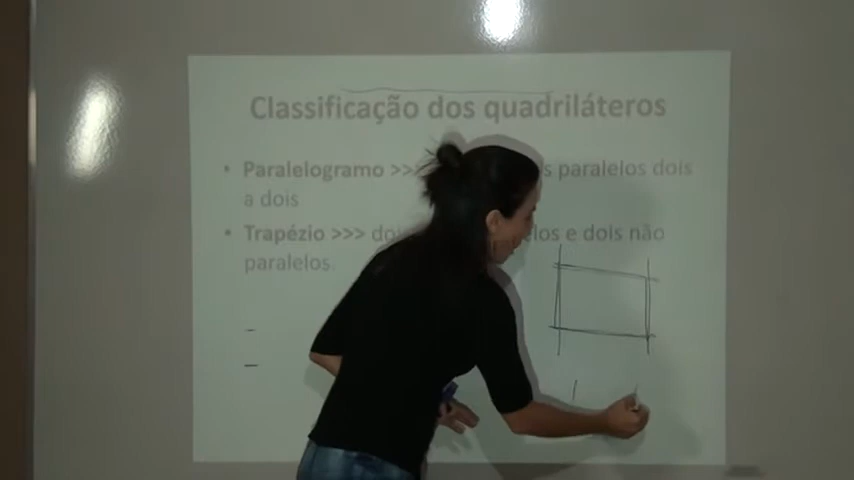 Classificação dos quadriláteros
• Paralelogramo >>> paralelos dois
a dois
• Trapézio >>> e dois não
paralelos.